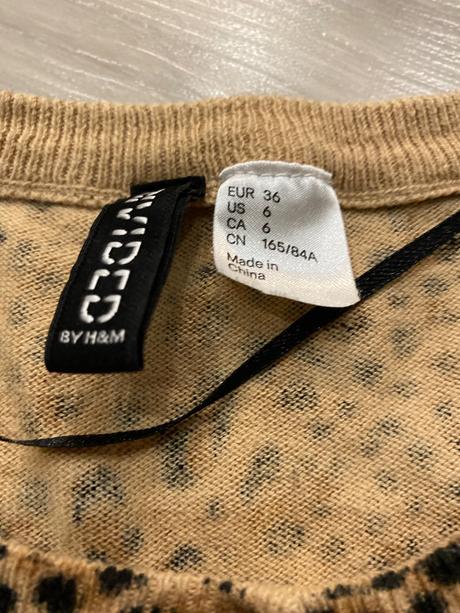 DIVIDED
BY H&M
EUR 36
US 6
CA 6
CN 165/84A
Made in
China